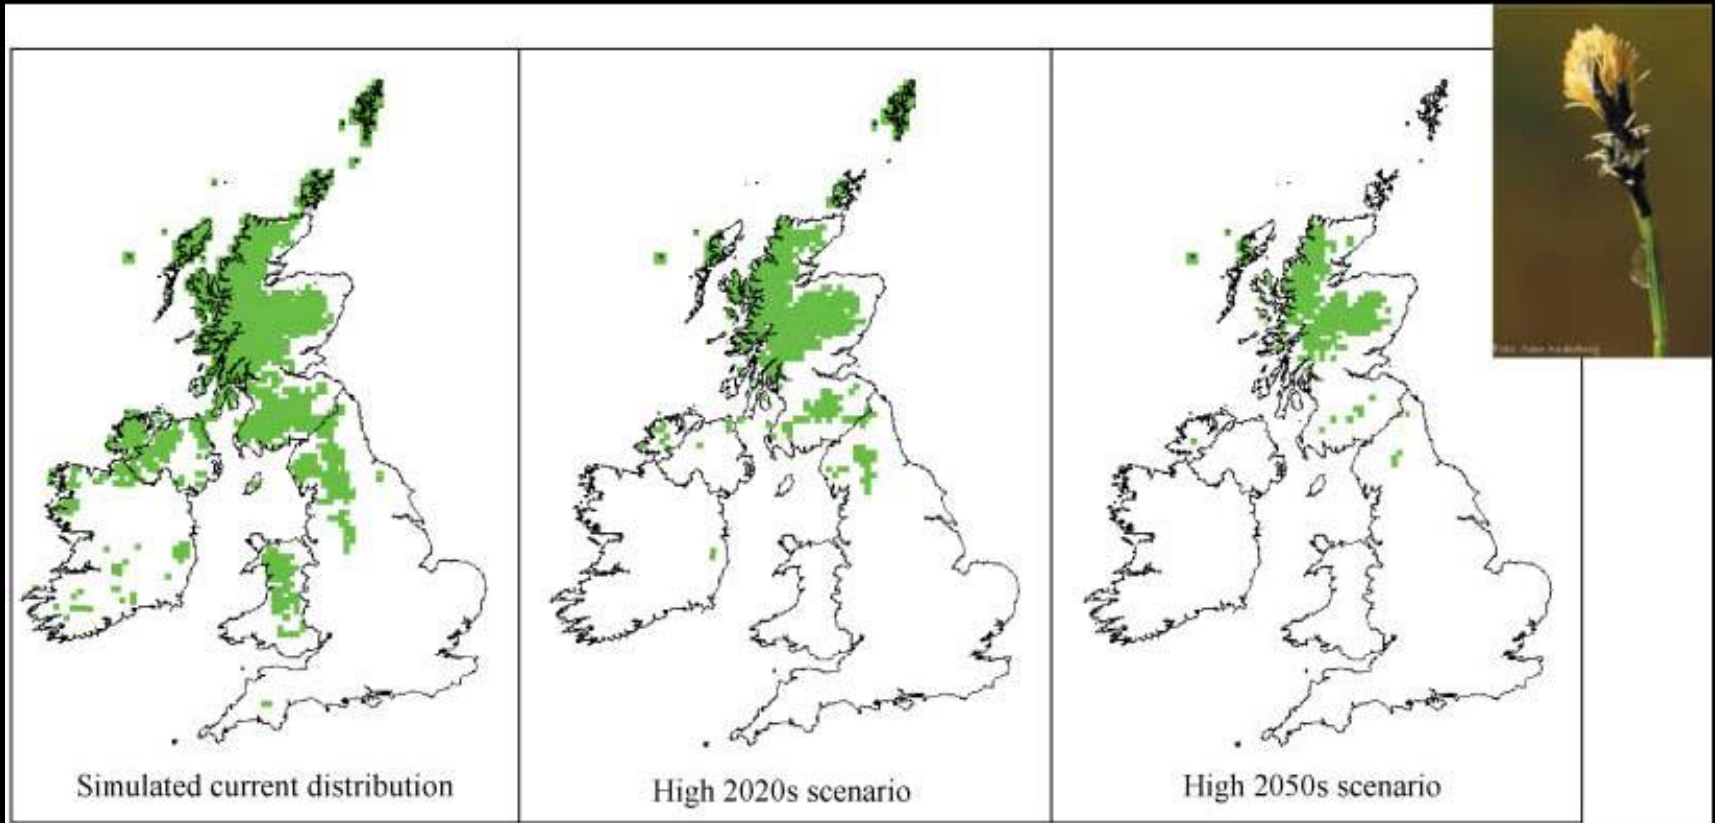 Simulated current distribution
High 2020s scenario
High 2050s scenario